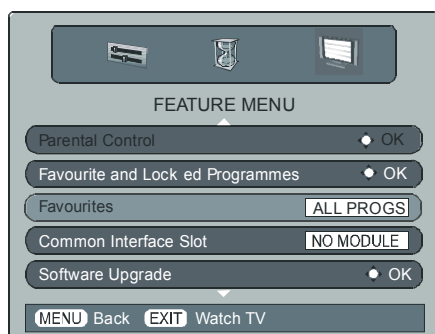 FEATURE MENU
Parental Control OK
Favourite and Lock ed Programmes OK
Favourites ALL PROGS
Common Interface Slot NO MODULE
Software Upgrade OK
MENU Back EXIT Watch TV